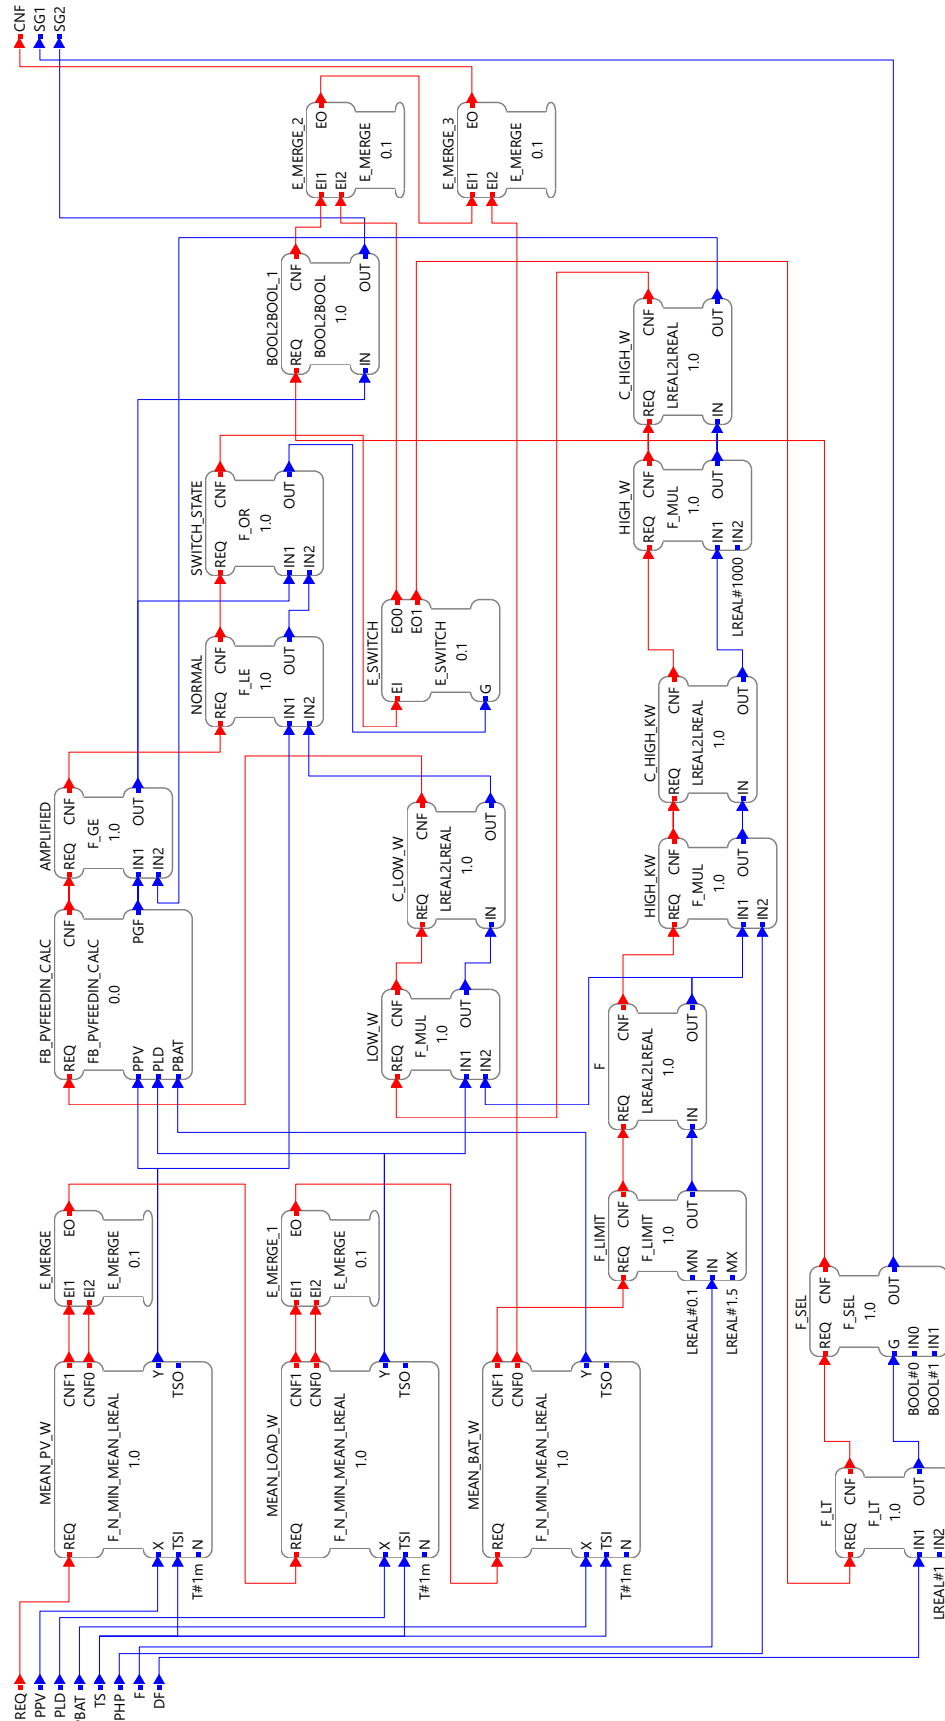 REQ
PPV
PLD
PBAT
TS
PHP
F
DF
CNF
SG1
SG2
MEAN_PV_W
REQ
CNF1
CNF0
F_N_MIN_MEAN_LREAL
1.0
X
Y
TSI
TSO
T#1m
N
E_MERGE
EI1
EO
EI2
E_MERGE
0.1
MEAN_LOAD_W
REQ
CNF1
CNF0
F_N_MIN_MEAN_LREAL
1.0
X
Y
TSI
TSO
T#1m
N
E_MERGE_1
EI1
EO
EI2
E_MERGE
0.1
MEAN_BAT_W
REQ
CNF1
CNF0
F_N_MIN_MEAN_LREAL
1.0
X
Y
TSI
TSO
T#1m
N
FB_PVFEEDIN_CALC
REQ
CNF
FB_PVFEEDIN_CALC
0.0
PPV
PGF
PLD
PBAT
AMPLIFIED
REQ
CNF
F_GE
1.0
IN1
OUT
IN2
NORMAL
REQ
CNF
F_LE
1.0
IN1
OUT
IN2
SWITCH_STATE
REQ
CNF
F_OR
1.0
IN1
OUT
IN2
BOOL2BOOL_1
REQ
CNF
BOOL2BOOL
1.0
IN
OUT
E_MERGE_2
EI1
EO
EI2
E_MERGE
0.1
E_MERGE_3
EI1
EO
EI2
E_MERGE
0.1
LOW_W
REQ
CNF
F_MUL
1.0
IN1
OUT
IN2
C_LOW_W
REQ
CNF
LREAL2LREAL
1.0
IN
OUT
E_SWITCH
EI
EO0
EO1
E_SWITCH
0.1
G
F_LIMIT
REQ
CNF
F_LIMIT
1.0
LREAL#0.1
MN
OUT
IN
LREAL#1.5
MX
F
REQ
CNF
LREAL2LREAL
1.0
IN
OUT
HIGH_KW
REQ
CNF
F_MUL
1.0
IN1
OUT
IN2
C_HIGH_KW
REQ
CNF
LREAL2LREAL
1.0
IN
OUT
HIGH_W
REQ
CNF
F_MUL
1.0
IN1
OUT
LREAL#1000
IN2
C_HIGH_W
REQ
CNF
LREAL2LREAL
1.0
IN
OUT
F_LT
REQ
CNF
F_LT
1.0
IN1
OUT
LREAL#1
IN2
F_SEL
REQ
CNF
F_SEL
1.0
G
OUT
BOOL#0
IN0
BOOL#1
IN1